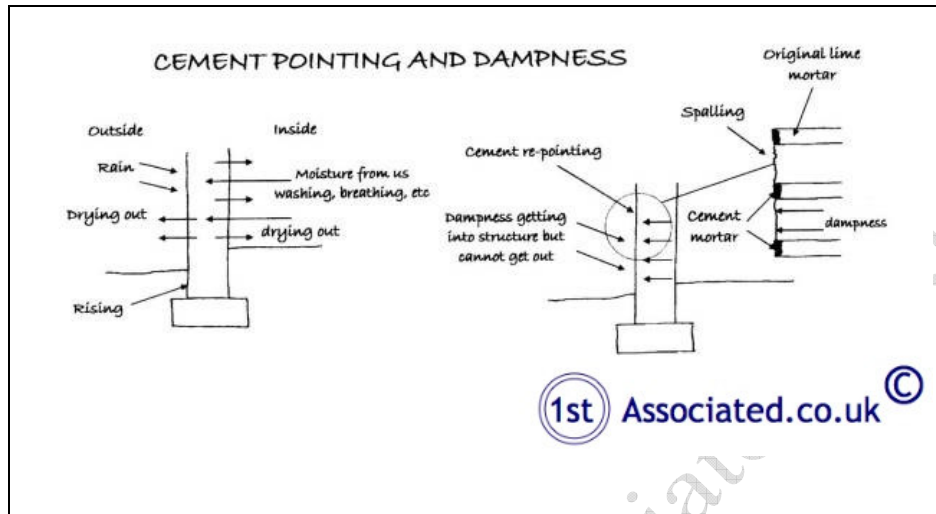 CEMENT POINTING AND DAMPNESS
Outside
Inside
Rain
Moisture from us
washing, breathing, etc
Drying out
drying out
Rising
Original lime
mortar
Spalling
Cement re-pointing
Dampness getting
into structure but
cannot get out
Cement
mortar
dampness
1st Associated.co.uk ©